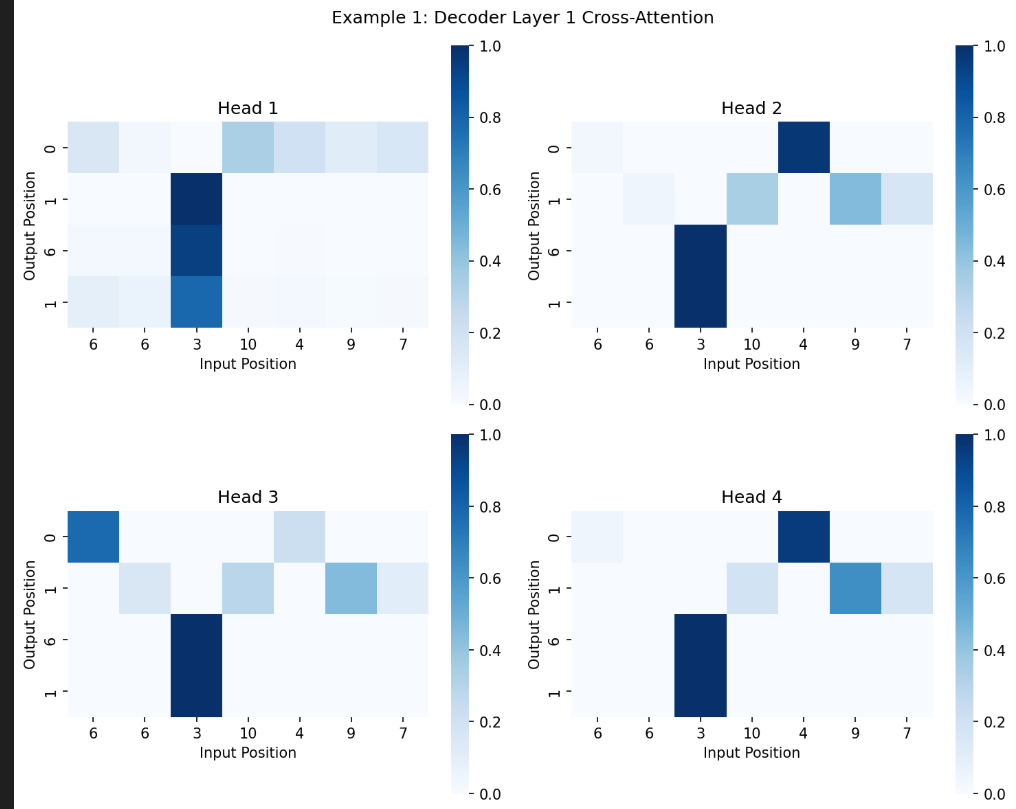 Example 1: Decoder Layer 1 Cross-Attention
Head 1
Output Position
0
1
6
1
6 6 3 10 4 9 7
Input Position
1.0
0.8
0.6
0.4
0.2
0.0
Head 2
Output Position
0
1
6
1
6 6 3 10 4 9 7
Input Position
1.0
0.8
0.6
0.4
0.2
0.0
Head 3
Output Position
0
1
6
1
6 6 3 10 4 9 7
Input Position
1.0
0.8
0.6
0.4
0.2
0.0
Head 4
Output Position
0
1
6
1
6 6 3 10 4 9 7
Input Position
1.0
0.8
0.6
0.4
0.2
0.0